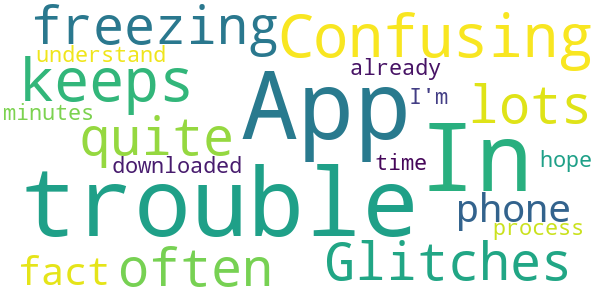 freezing Confusing
understand
keeps App already
I'm lots
minutes quite In
downloaded time hope
trouble phone
process
fact often Glitches